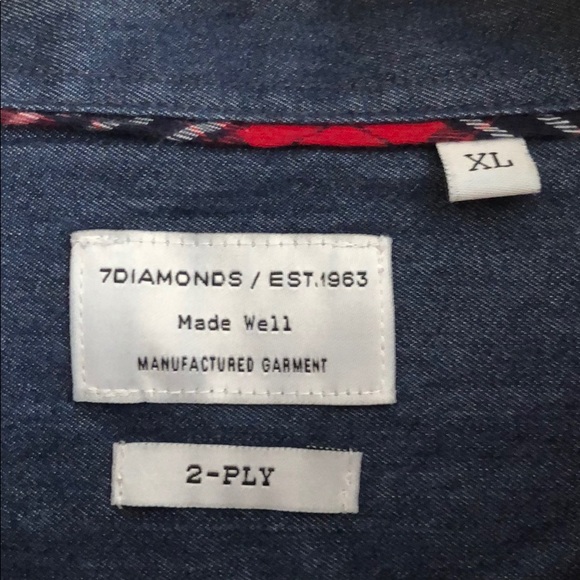 XL
7DIAMONDS / EST.1963
Made Well
MANUFACTURED GARMENT
2-PLY